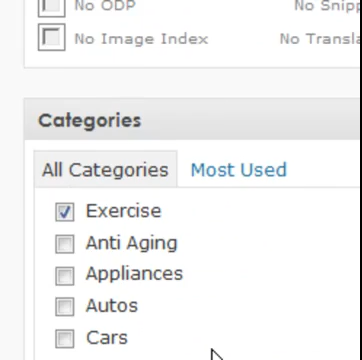 No ODP No Snipp
No Image Index No Transla
Categories
All Categories Most Used
Exercise
Anti Aging
Appliances
Autos
Cars